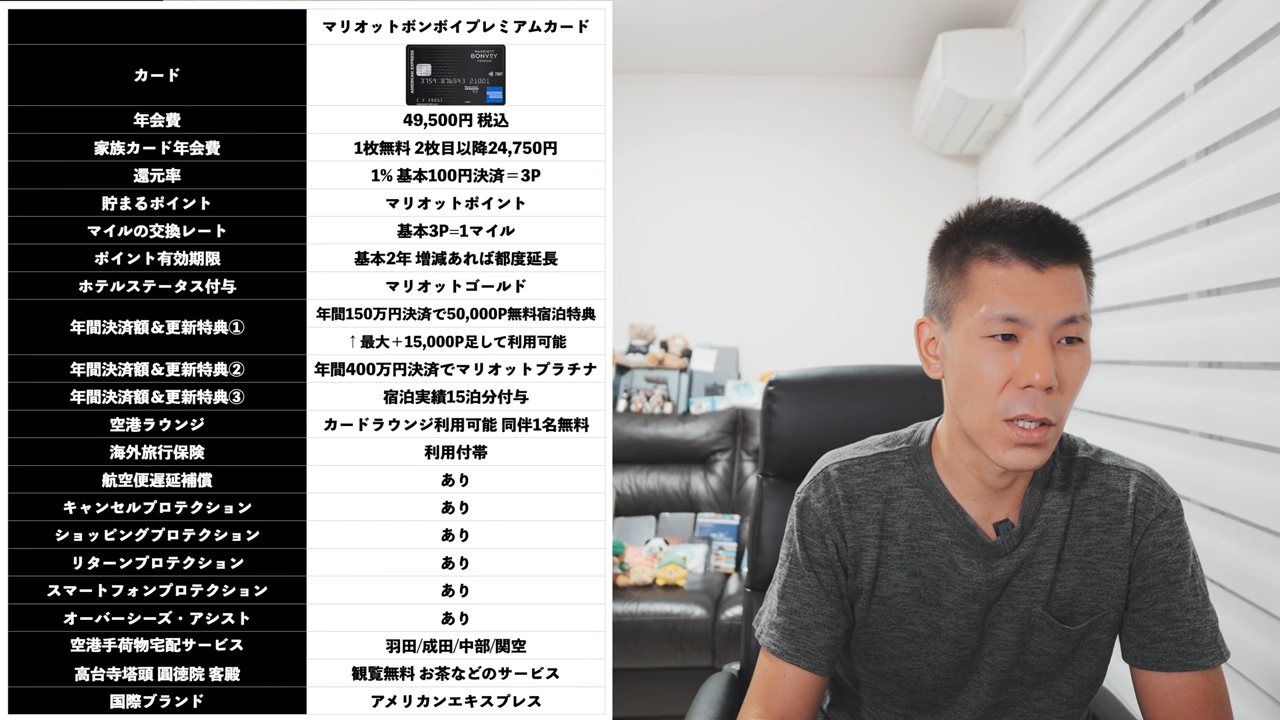 マリオットボンボイプレミアムカード
カード
AMERICAN EXPRESS
MARRIOTT
BONVOY
3759 876543 21001
C F FROST
年会費 49,500円 税込
家族カード年会費 1枚無料 2枚目以降24,750円
還元率 1% 基本100円決済＝3P
貯まるポイント マリオットポイント
マイルの交換レート 基本3P=1マイル
ポイント有効期限 基本2年 増減あれば都度延長
ホテルステータス付与 マリオットゴールド
年間決済額＆更新特典① 年間150万円決済で50,000P無料宿泊特典
↑最大＋15,000P足して利用可能
年間決済額＆更新特典② 年間400万円決済でマリオットプラチナ
年間決済額＆更新特典③ 宿泊実績15泊分付与
空港ラウンジ カードラウンジ利用可能 同伴1名無料
海外旅行保険 利用付帯
航空便遅延補償 あり
キャンセルプロテクション あり
ショッピングプロテクション あり
リターンプロテクション あり
スマートフォンプロテクション あり
オーバーシーズ・アシスト あり
空港手荷物宅配サービス 羽田/成田/中部/関空
高台寺塔頭 圓徳院 客殿 観覧無料 お茶などのサービス
国際ブランド アメリカンエキスプレス